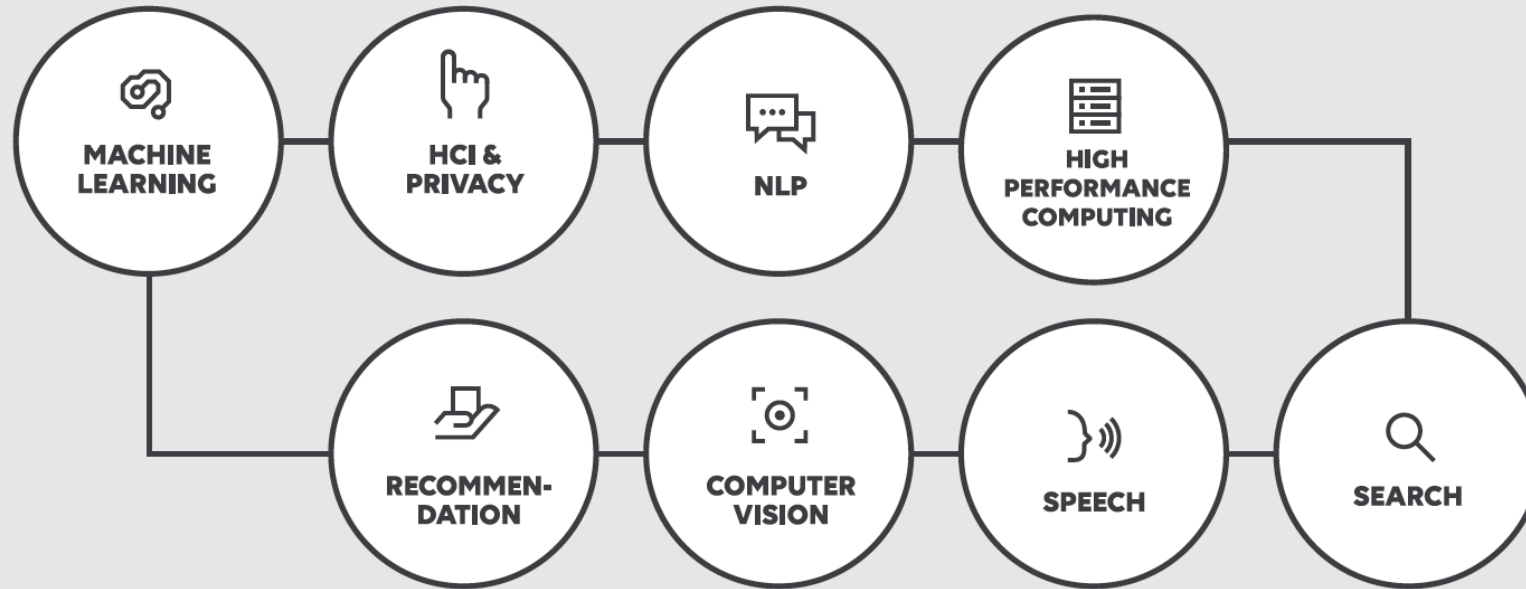 MACHINE
LEARNING
HCI &
PRIVACY
NLP
HIGH
PERFORMANCE
COMPUTING
RECOMMEN-
DATION
COMPUTER
VISION
SPEECH
SEARCH